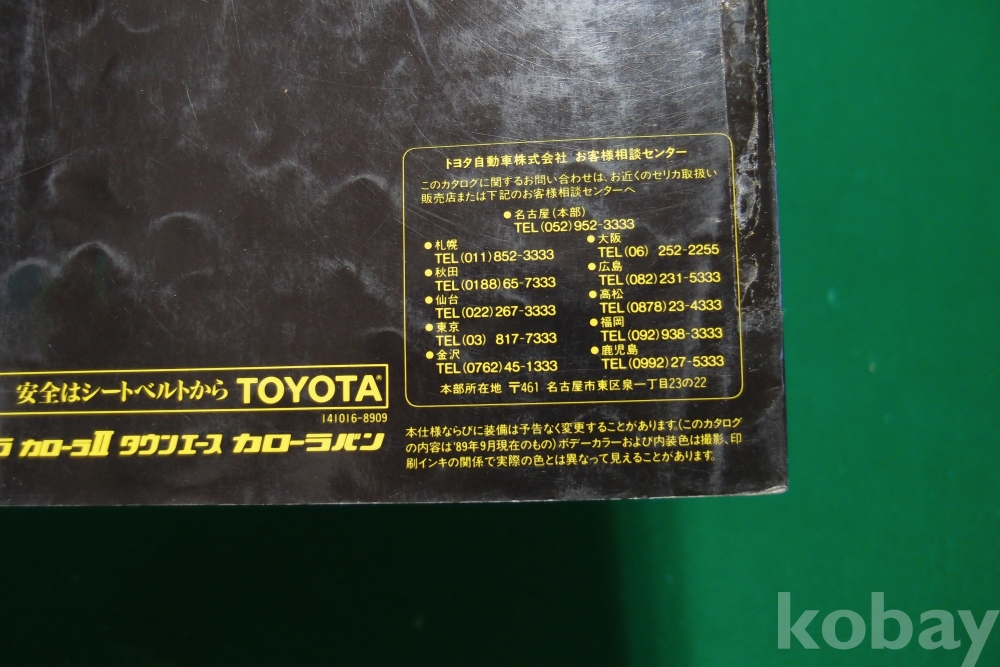 トヨタ自動車株式会社 お客様相談センター
このカタログに関するお問い合わせは、お近くのセリカ取扱い
販売店または下記のお客様相談センターへ
●名古屋(本部)
TEL(052)952-3333
●札幌
TEL(011)852-3333
●秋田
TEL(0188)65-7333
●仙台
TEL(022)267-3333
●東京
TEL(03) 817-7333
●金沢
TEL(0762)45-1333
●大阪
TEL(06) 252-2255
●広島
TEL(082)231-5333
●高松
TEL(0878)23-4333
●福岡
TEL(092)938-3333
●鹿児島
TEL(0992)27-5333
本部所在地 〒461 名古屋市東区泉一丁目23の22
安全はシートベルトから TOYOTA
141016-8909
ラ カローラII タウンエース カローラバン
本仕様ならびに装備は予告なく変更することがあります。(このカタログ
の内容は'89年9月現在のもの)ボデーカラーおよび内装色は撮影、印
刷インキの関係で実際の色とは異なって見えることがあります。
kobay